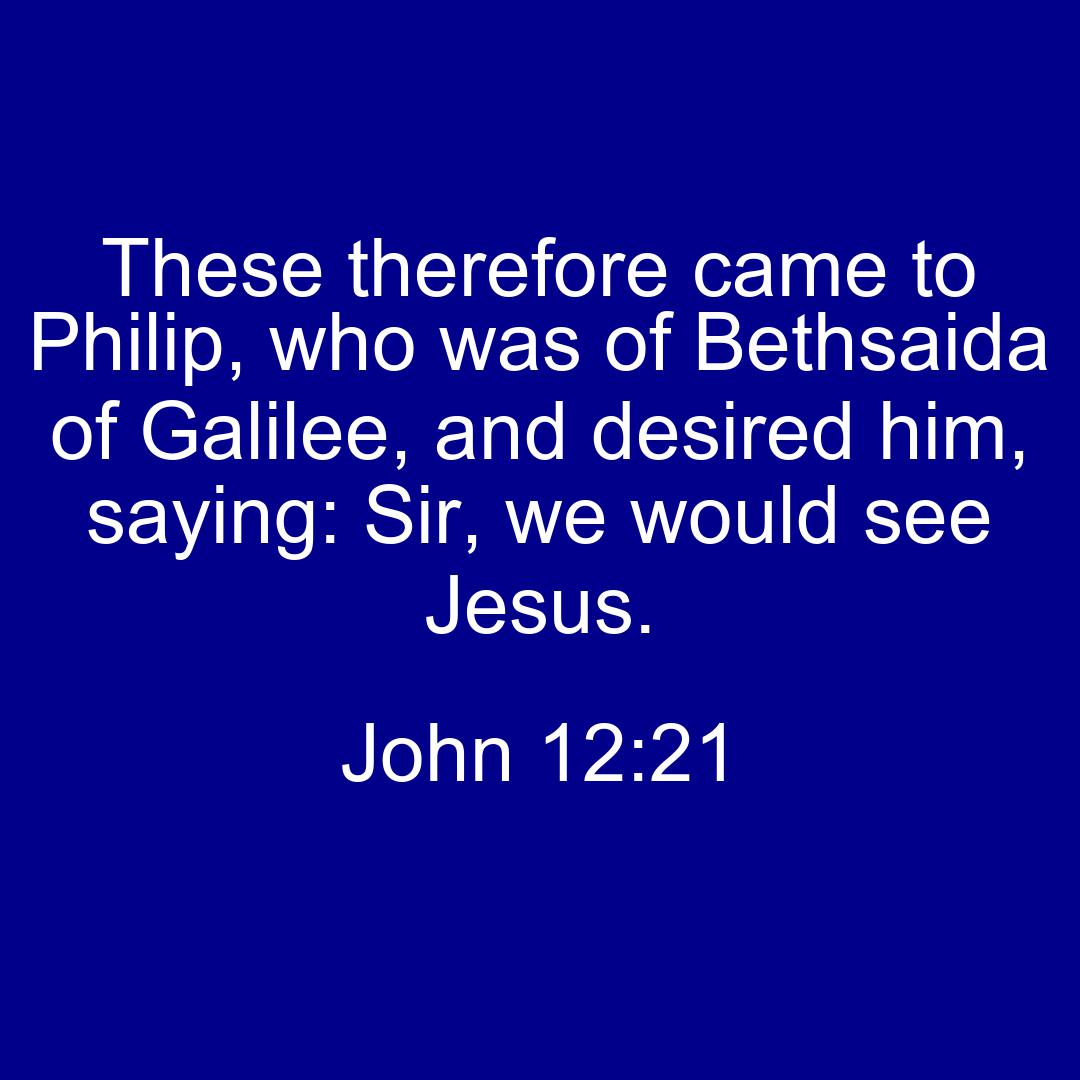 These therefore came to
Philip, who was of Bethsaida
of Galilee, and desired him,
saying: Sir, we would see
Jesus.
John 12:21